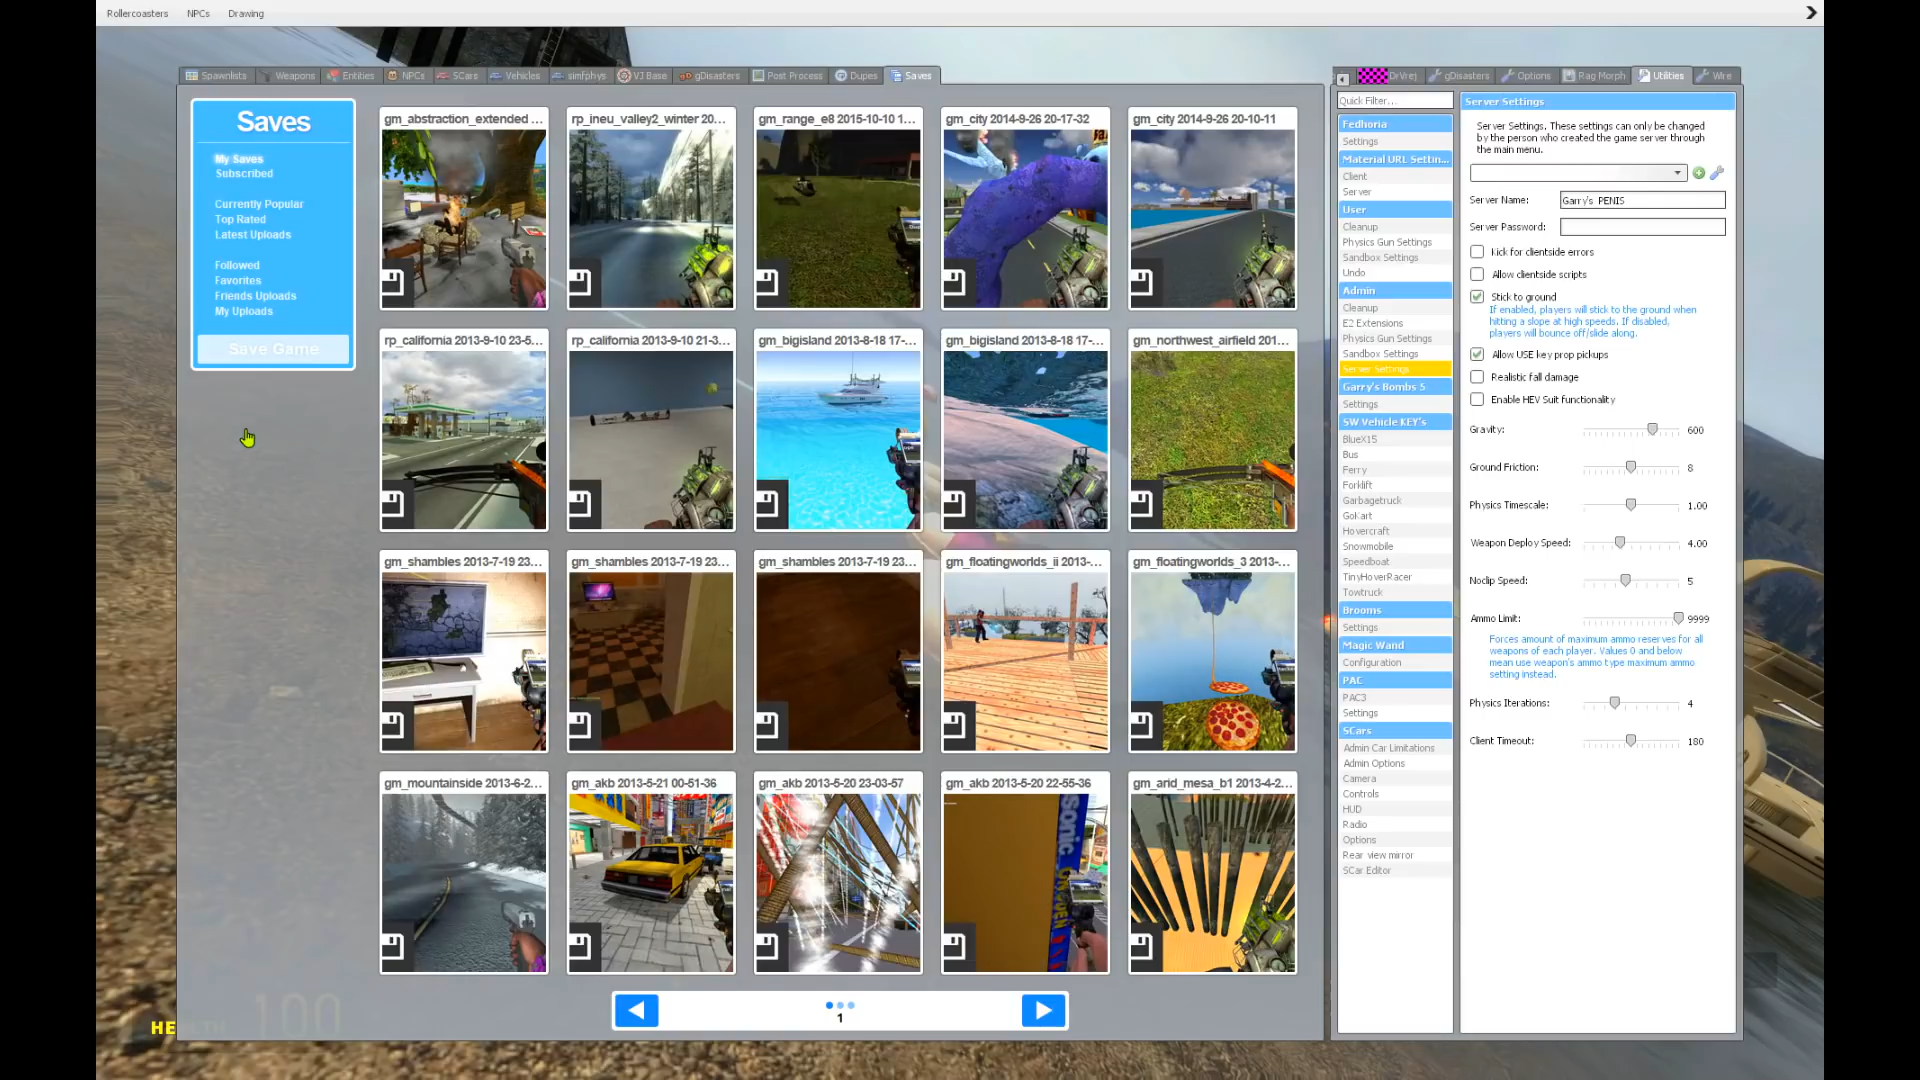 Rollercoasters NPCs Drawing
Spawnlists Weapons Entities NPCs SCars Vehicles simfphys VJ Base gDisasters Post Process Dupes Saves
DrVrej gDisasters Options Rag Morph Utilities Wire
Saves
My Saves
Subscribed
Currently Popular
Top Rated
Latest Uploads
Followed
Favorites
Friends Uploads
My Uploads
Save Game
gm_abstraction_extended ...
rp_ineu_valley2_winter 20...
gm_range_e8 2015-10-10 1...
gm_city 2014-9-26 20-17-32
gm_city 2014-9-26 20-10-11
rp_california 2013-9-10 23-5...
rp_california 2013-9-10 21-3...
gm_bigisland 2013-8-18 17-...
gm_bigisland 2013-8-18 17-...
gm_northwest_airfield 201...
gm_shambles 2013-7-19 23...
gm_shambles 2013-7-19 23...
gm_shambles 2013-7-19 23...
gm_floatingworlds_ii 2013-...
gm_floatingworlds_3 2013-...
gm_mountainside 2013-6-2...
gm_akb 2013-5-21 00-51-36
gm_akb 2013-5-20 23-03-57
gm_akb 2013-5-20 22-55-36
gm_arid_mesa_b1 2013-4-2...
Sonic
1
100
Quick Filter...
Fedhoria
Settings
Material URL Settin...
Client
Server
User
Cleanup
Physics Gun Settings
Sandbox Settings
Undo
Admin
Cleanup
E2 Extensions
Physics Gun Settings
Sandbox Settings
Server Settings
Garry's Bombs 5
Settings
SW Vehicle KEY's
BlueX15
Bus
Ferry
Forklift
Garbagetruck
GoKart
Hovercraft
Snowmobile
Speedboat
TinyHoverRacer
Towtruck
Brooms
Settings
Magic Wand
Configuration
PAC
PAC3
Settings
SCars
Admin Car Limitations
Admin Options
Camera
Controls
HUD
Radio
Options
Rear view mirror
SCar Editor
Server Settings
Server Settings. These settings can only be changed
by the person who created the game server through
the main menu.
Server Name: Garry's PENIS
Server Password:
Kick for clientside errors
Allow clientside scripts
Stick to ground
If enabled, players will stick to the ground when
hitting a slope at high speeds. If disabled,
players will bounce off/slide along.
Allow USE key prop pickups
Realistic fall damage
Enable HEV Suit functionality
Gravity: 600
Ground Friction: 8
Physics Timescale: 1.00
Weapon Deploy Speed: 4.00
Noclip Speed: 5
Ammo Limit: 9999
Forces amount of maximum ammo reserves for all
weapons of each player. Values 0 and below
mean use weapon's ammo type maximum ammo
setting instead.
Physics Iterations: 4
Client Timeout: 180